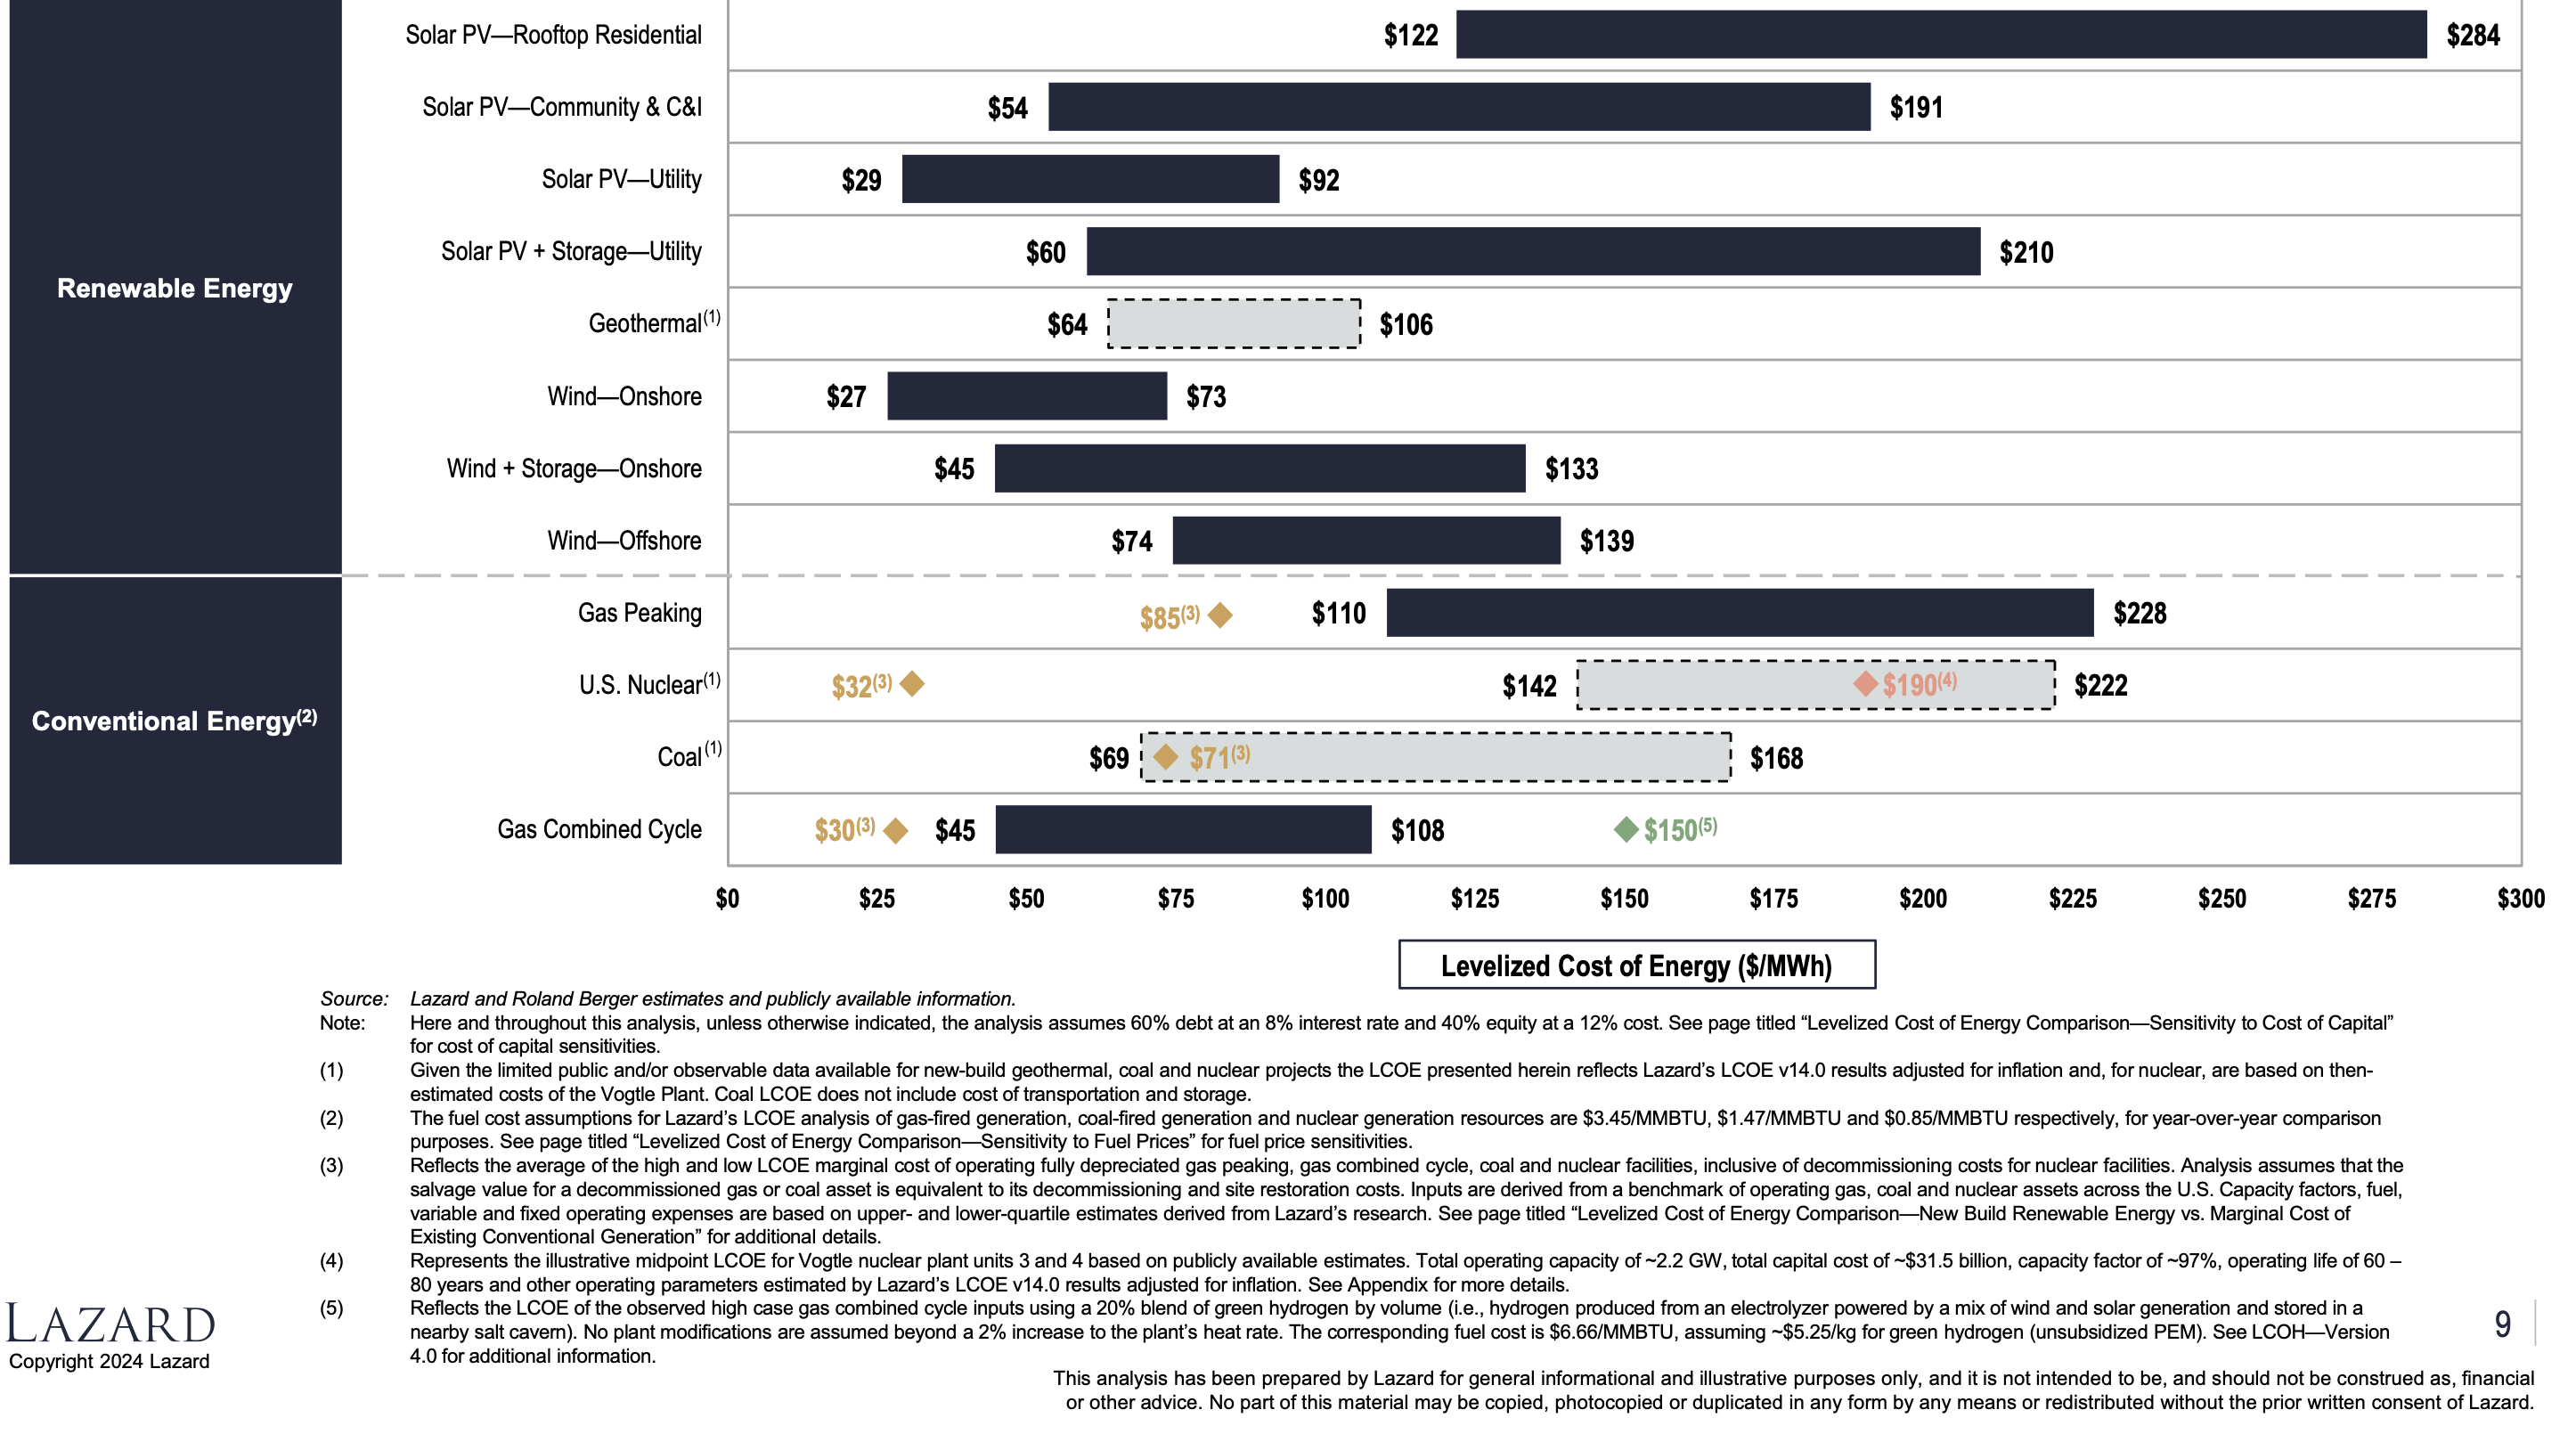 Renewable Energy
Solar PV—Rooftop Residential $122 $284
Solar PV—Community & C&I $54 $191
Solar PV—Utility $29 $92
Solar PV + Storage—Utility $60 $210
Geothermal(1) $64 $106
Wind—Onshore $27 $73
Wind + Storage—Onshore $45 $133
Wind—Offshore $74 $139
Conventional Energy(2)
Gas Peaking $85(3) $110 $228
U.S. Nuclear(1) $32(3) $142 $190(4) $222
Coal(1) $69 $71(3) $168
Gas Combined Cycle $30(3) $45 $108 $150(5)
$0 $25 $50 $75 $100 $125 $150 $175 $200 $225 $250 $275 $300
Levelized Cost of Energy ($/MWh)
Source: Lazard and Roland Berger estimates and publicly available information.
Note: Here and throughout this analysis, unless otherwise indicated, the analysis assumes 60% debt at an 8% interest rate and 40% equity at a 12% cost. See page titled “Levelized Cost of Energy Comparison—Sensitivity to Cost of Capital”
for cost of capital sensitivities.
(1) Given the limited public and/or observable data available for new-build geothermal, coal and nuclear projects the LCOE presented herein reflects Lazard’s LCOE v14.0 results adjusted for inflation and, for nuclear, are based on then-
estimated costs of the Vogtle Plant. Coal LCOE does not include cost of transportation and storage.
(2) The fuel cost assumptions for Lazard’s LCOE analysis of gas-fired generation, coal-fired generation and nuclear generation resources are $3.45/MMBTU, $1.47/MMBTU and $0.85/MMBTU respectively, for year-over-year comparison
purposes. See page titled “Levelized Cost of Energy Comparison—Sensitivity to Fuel Prices” for fuel price sensitivities.
(3) Reflects the average of the high and low LCOE marginal cost of operating fully depreciated gas peaking, gas combined cycle, coal and nuclear facilities, inclusive of decommissioning costs for nuclear facilities. Analysis assumes that the
salvage value for a decommissioned gas or coal asset is equivalent to its decommissioning and site restoration costs. Inputs are derived from a benchmark of operating gas, coal and nuclear assets across the U.S. Capacity factors, fuel,
variable and fixed operating expenses are based on upper- and lower-quartile estimates derived from Lazard’s research. See page titled “Levelized Cost of Energy Comparison—New Build Renewable Energy vs. Marginal Cost of
Existing Conventional Generation” for additional details.
(4) Represents the illustrative midpoint LCOE for Vogtle nuclear plant units 3 and 4 based on publicly available estimates. Total operating capacity of ~2.2 GW, total capital cost of ~$31.5 billion, capacity factor of ~97%, operating life of 60 –
80 years and other operating parameters estimated by Lazard’s LCOE v14.0 results adjusted for inflation. See Appendix for more details.
(5) Reflects the LCOE of the observed high case gas combined cycle inputs using a 20% blend of green hydrogen by volume (i.e., hydrogen produced from an electrolyzer powered by a mix of wind and solar generation and stored in a
nearby salt cavern). No plant modifications are assumed beyond a 2% increase to the plant’s heat rate. The corresponding fuel cost is $6.66/MMBTU, assuming ~$5.25/kg for green hydrogen (unsubsidized PEM). See LCOH—Version
4.0 for additional information.
LAZARD
Copyright 2024 Lazard
9
This analysis has been prepared by Lazard for general informational and illustrative purposes only, and it is not intended to be, and should not be construed as, financial
or other advice. No part of this material may be copied, photocopied or duplicated in any form by any means or redistributed without the prior written consent of Lazard.